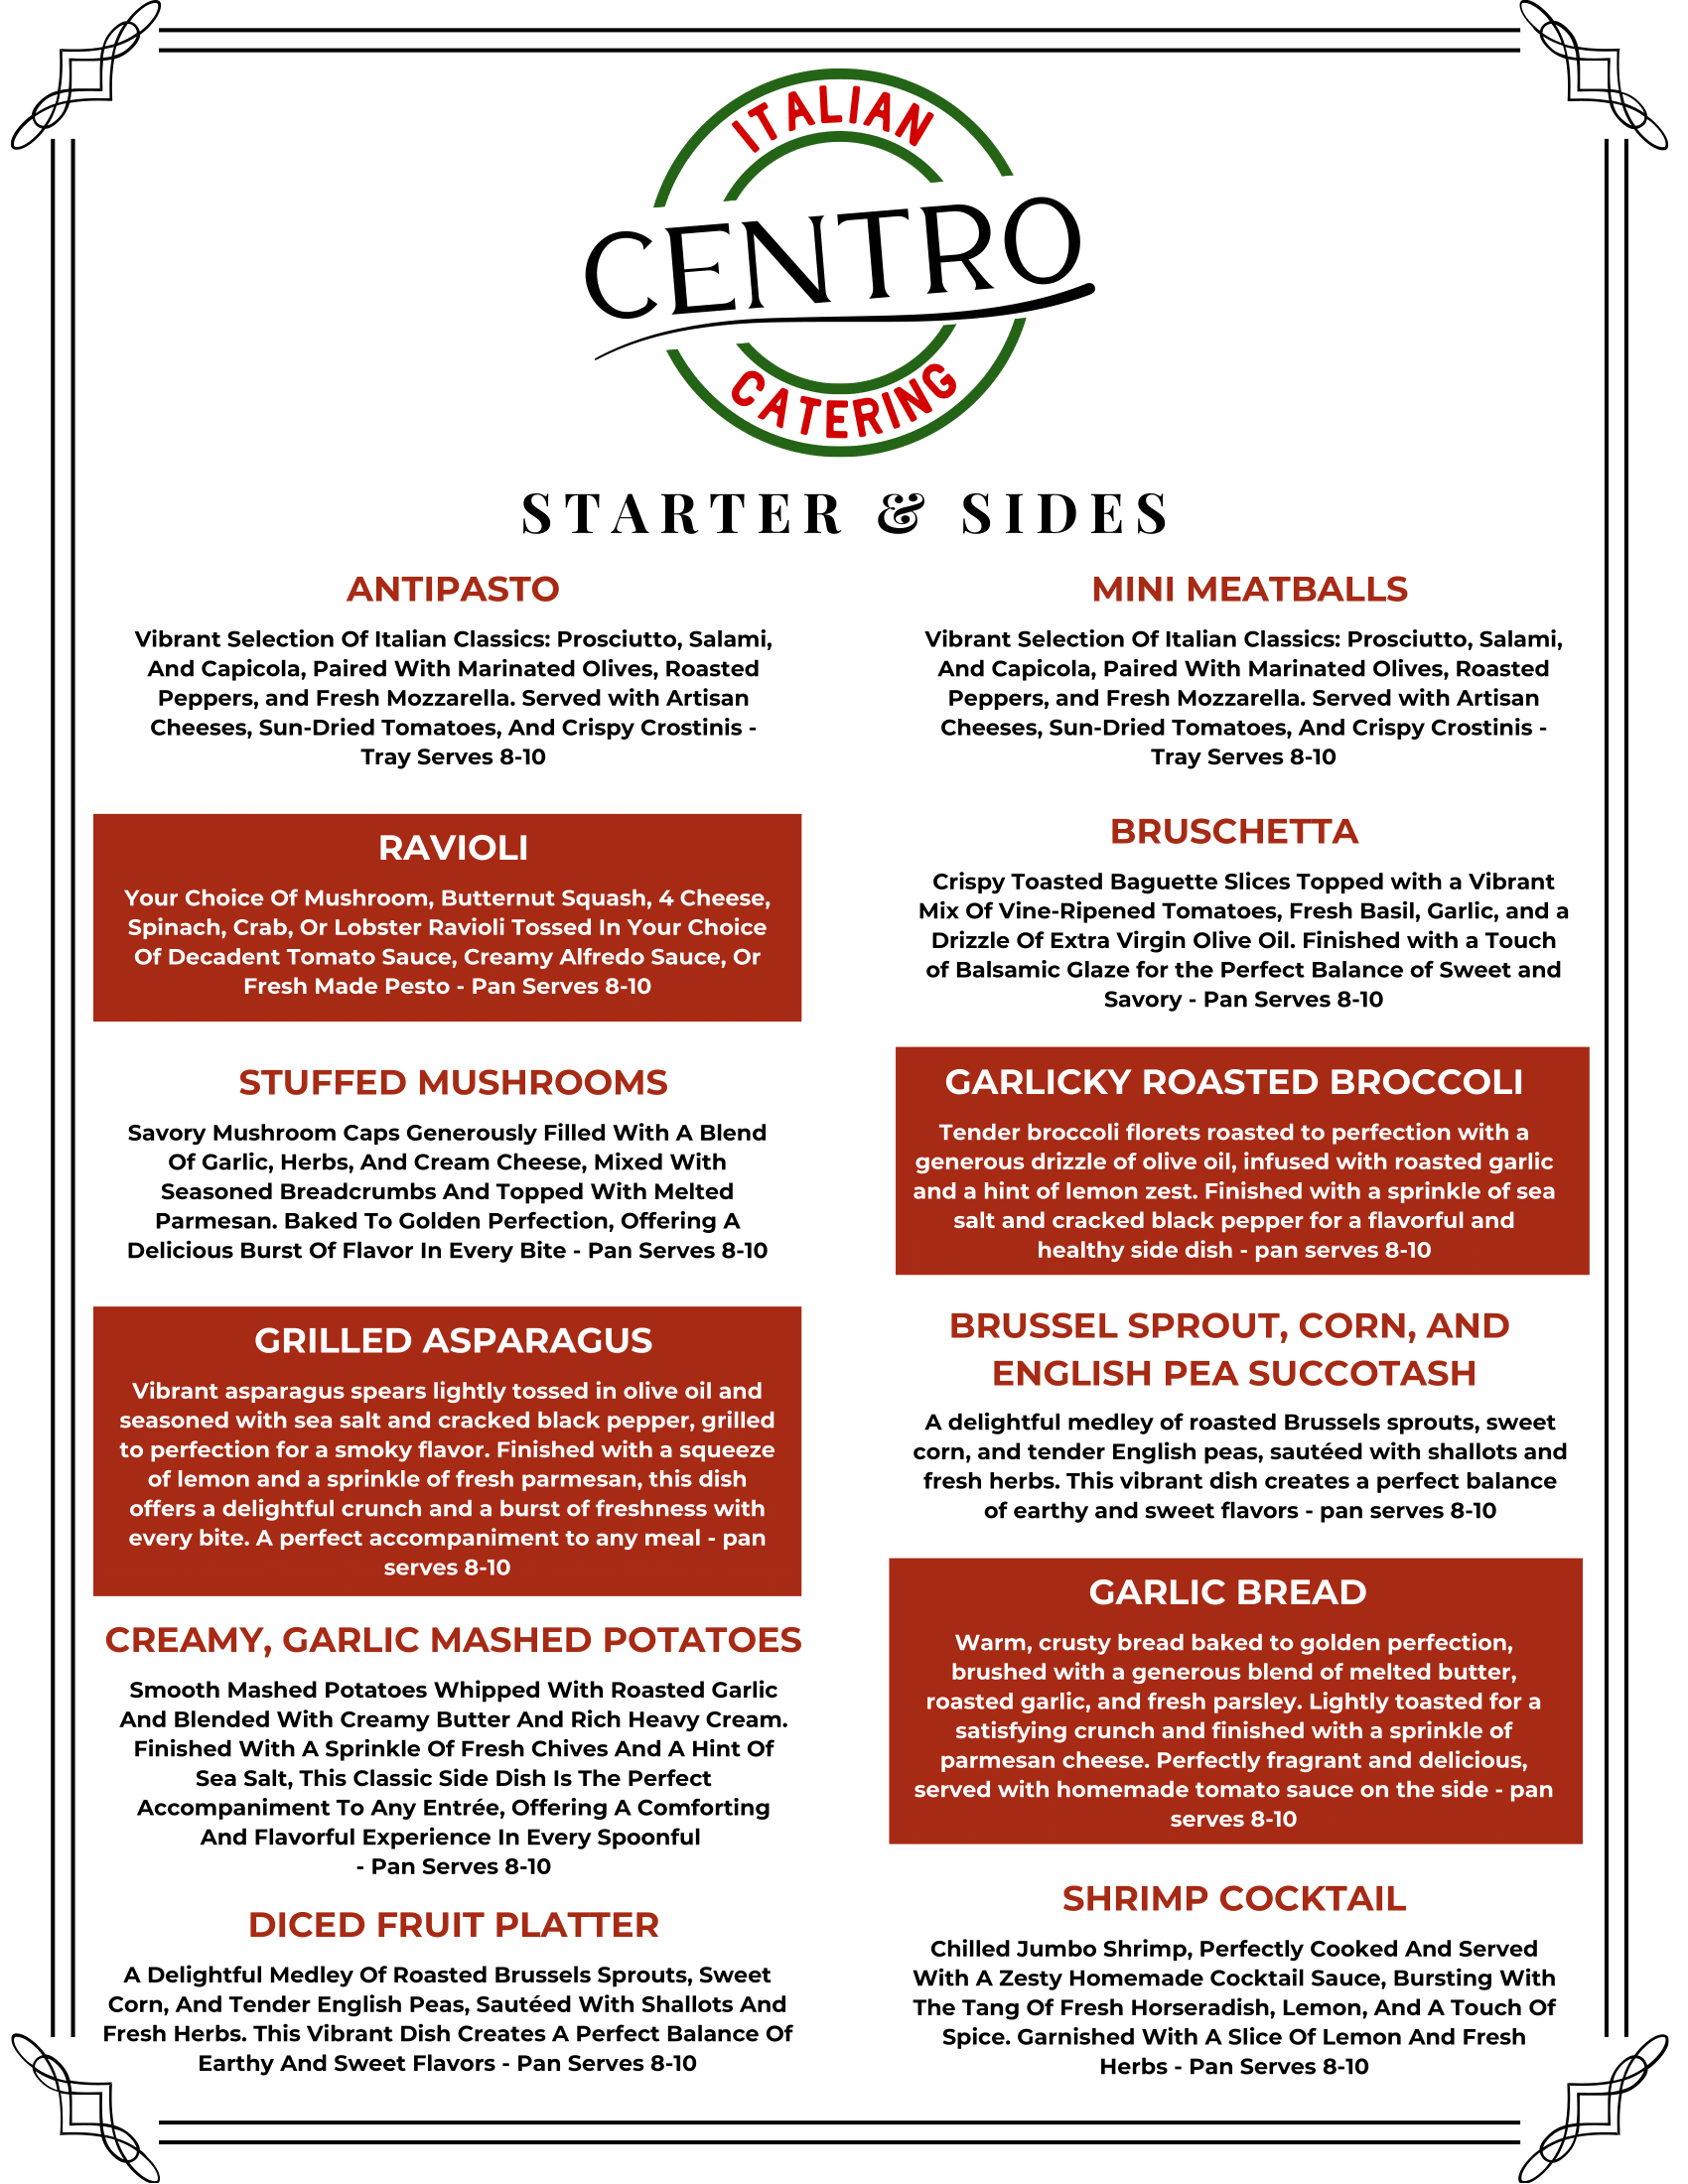 ITALIAN
CENTRO
CATERING
STARTER & SIDES
ANTIPASTO
Vibrant Selection Of Italian Classics: Prosciutto, Salami,
And Capicola, Paired With Marinated Olives, Roasted
Peppers, and Fresh Mozzarella. Served with Artisan
Cheeses, Sun-Dried Tomatoes, And Crispy Crostinis -
Tray Serves 8-10
RAVIOLI
Your Choice Of Mushroom, Butternut Squash, 4 Cheese,
Spinach, Crab, Or Lobster Ravioli Tossed In Your Choice
Of Decadent Tomato Sauce, Creamy Alfredo Sauce, Or
Fresh Made Pesto - Pan Serves 8-10
STUFFED MUSHROOMS
Savory Mushroom Caps Generously Filled With A Blend
Of Garlic, Herbs, And Cream Cheese, Mixed With
Seasoned Breadcrumbs And Topped With Melted
Parmesan. Baked To Golden Perfection, Offering A
Delicious Burst Of Flavor In Every Bite - Pan Serves 8-10
GRILLED ASPARAGUS
Vibrant asparagus spears lightly tossed in olive oil and
seasoned with sea salt and cracked black pepper, grilled
to perfection for a smoky flavor. Finished with a squeeze
of lemon and a sprinkle of fresh parmesan, this dish
offers a delightful crunch and a burst of freshness with
every bite. A perfect accompaniment to any meal - pan
serves 8-10
CREAMY, GARLIC MASHED POTATOES
Smooth Mashed Potatoes Whipped With Roasted Garlic
And Blended With Creamy Butter And Rich Heavy Cream.
Finished With A Sprinkle Of Fresh Chives And A Hint Of
Sea Salt, This Classic Side Dish Is The Perfect
Accompaniment To Any Entrée, Offering A Comforting
And Flavorful Experience In Every Spoonful
- Pan Serves 8-10
DICED FRUIT PLATTER
A Delightful Medley Of Roasted Brussels Sprouts, Sweet
Corn, And Tender English Peas, Sautéed With Shallots And
Fresh Herbs. This Vibrant Dish Creates A Perfect Balance Of
Earthy And Sweet Flavors - Pan Serves 8-10
MINI MEATBALLS
Vibrant Selection Of Italian Classics: Prosciutto, Salami,
And Capicola, Paired With Marinated Olives, Roasted
Peppers, and Fresh Mozzarella. Served with Artisan
Cheeses, Sun-Dried Tomatoes, And Crispy Crostinis -
Tray Serves 8-10
BRUSCHETTA
Crispy Toasted Baguette Slices Topped with a Vibrant
Mix Of Vine-Ripened Tomatoes, Fresh Basil, Garlic, and a
Drizzle Of Extra Virgin Olive Oil. Finished with a Touch
of Balsamic Glaze for the Perfect Balance of Sweet and
Savory - Pan Serves 8-10
GARLICKY ROASTED BROCCOLI
Tender broccoli florets roasted to perfection with a
generous drizzle of olive oil, infused with roasted garlic
and a hint of lemon zest. Finished with a sprinkle of sea
salt and cracked black pepper for a flavorful and
healthy side dish - pan serves 8-10
BRUSSEL SPROUT, CORN, AND
ENGLISH PEA SUCCOTASH
A delightful medley of roasted Brussels sprouts, sweet
corn, and tender English peas, sautéed with shallots and
fresh herbs. This vibrant dish creates a perfect balance
of earthy and sweet flavors - pan serves 8-10
GARLIC BREAD
Warm, crusty bread baked to golden perfection,
brushed with a generous blend of melted butter,
roasted garlic, and fresh parsley. Lightly toasted for a
satisfying crunch and finished with a sprinkle of
parmesan cheese. Perfectly fragrant and delicious,
served with homemade tomato sauce on the side - pan
serves 8-10
SHRIMP COCKTAIL
Chilled Jumbo Shrimp, Perfectly Cooked And Served
With A Zesty Homemade Cocktail Sauce, Bursting With
The Tang Of Fresh Horseradish, Lemon, And A Touch Of
Spice. Garnished With A Slice Of Lemon And Fresh
Herbs - Pan Serves 8-10